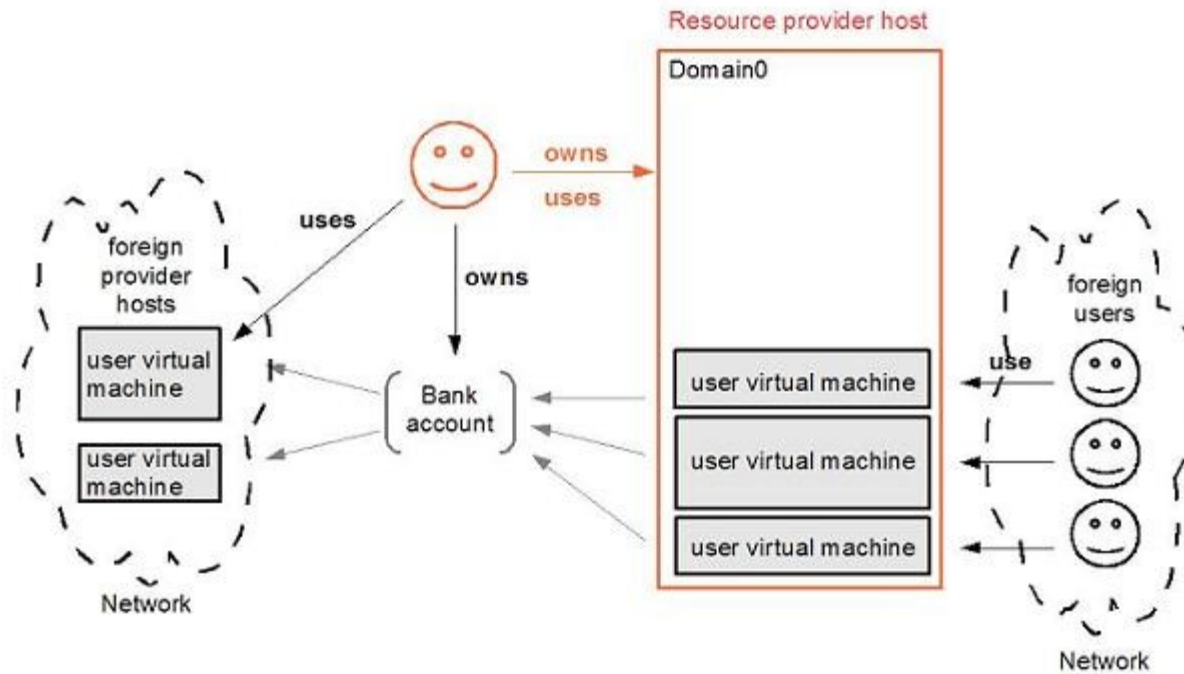 Resource provider host
Domain0
owns
uses
uses
owns
foreign
provider
hosts
user virtual
machine
user virtual
machine
Network
Bank
account
user virtual machine
user virtual machine
user virtual machine
foreign
users
use
Network